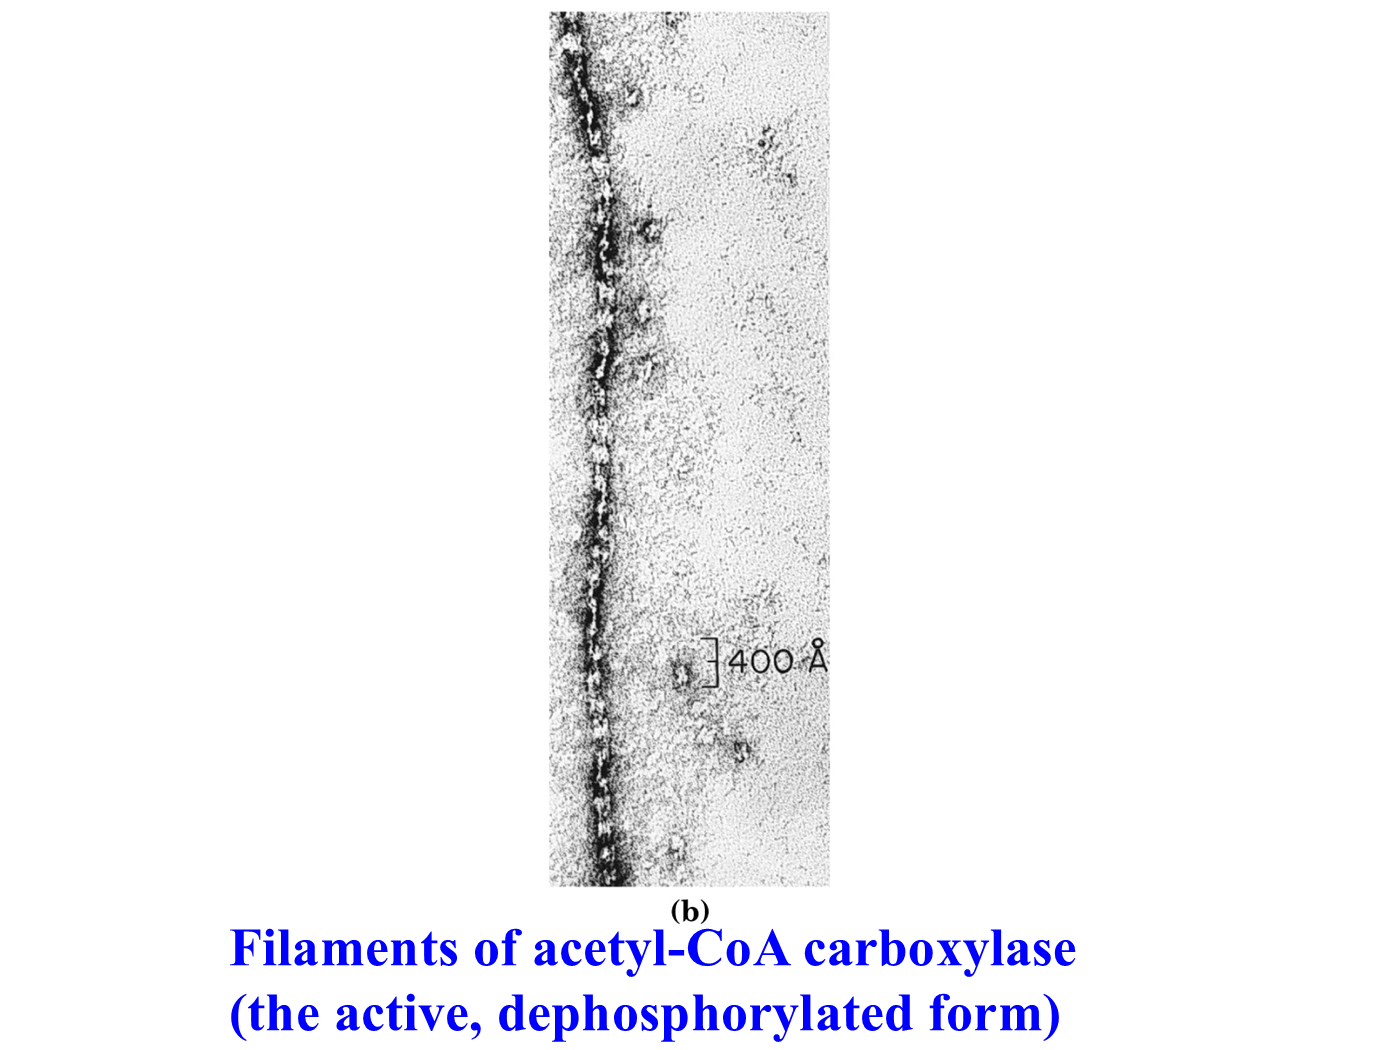 400 Å
(b)
Filaments of acetyl-CoA carboxylase
(the active, dephosphorylated form)